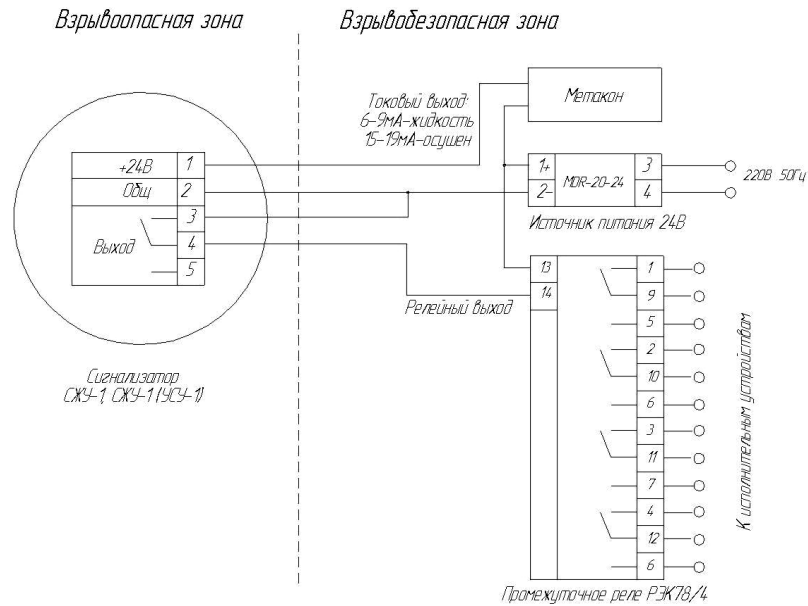 Взрывоопасная зона
Взрывобезопасная зона
Токовый выход:
6-9мА-жидкость
15-19мА-осушен
Метакон
+24В 1
Общ 2
3
Выход 4
5
1+ MDR-20-24 3
2- 4
220В 50Гц
Источник питания 24В
Релейный выход
13 1
14 9
5
2
10
6
3
11
7
4
12
6
К исполнительным устройствам
Сигнализатор
СЖУ-1, СЖУ-1 (УСУ-1)
Промежуточное реле РЭК78/4